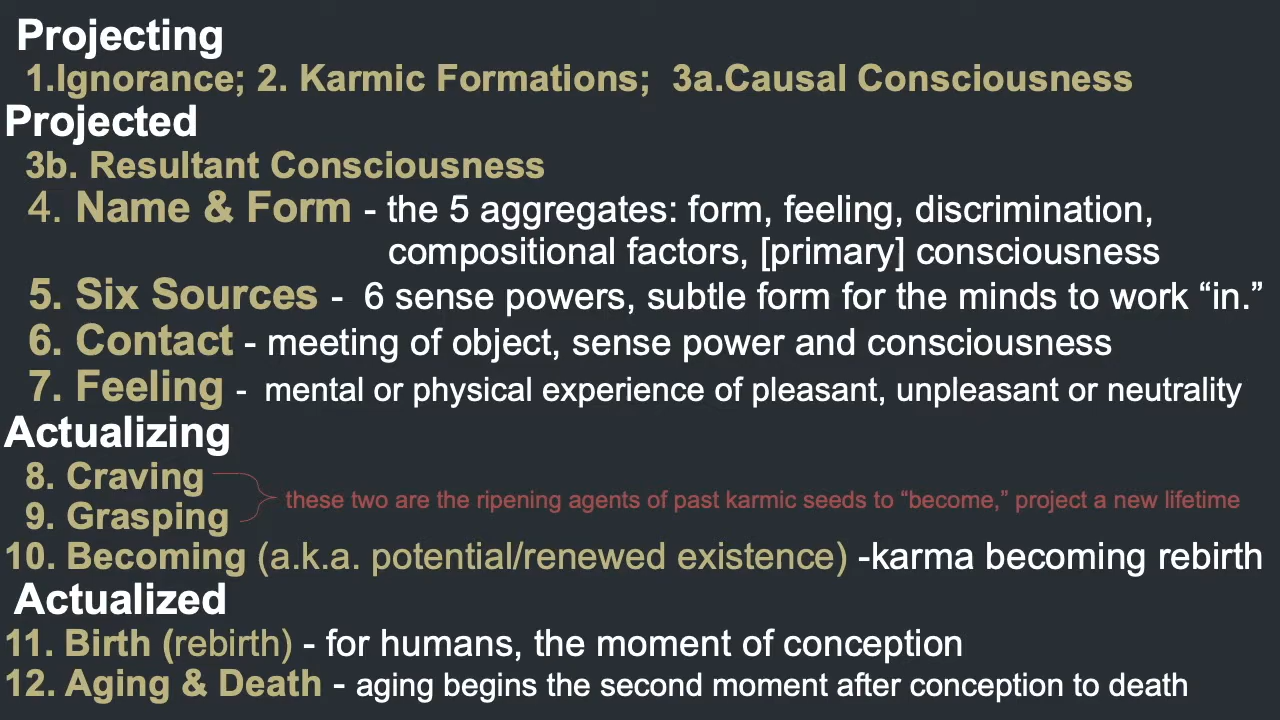 Projecting
1.Ignorance; 2. Karmic Formations; 3a.Causal Consciousness
Projected
3b. Resultant Consciousness
4. Name & Form - the 5 aggregates: form, feeling, discrimination,
compositional factors, [primary] consciousness
5. Six Sources - 6 sense powers, subtle form for the minds to work “in.”
6. Contact - meeting of object, sense power and consciousness
7. Feeling - mental or physical experience of pleasant, unpleasant or neutrality
Actualizing
8. Craving
these two are the ripening agents of past karmic seeds to “become,” project a new lifetime
9. Grasping
10. Becoming (a.k.a. potential/renewed existence) -karma becoming rebirth
Actualized
11. Birth (rebirth) - for humans, the moment of conception
12. Aging & Death - aging begins the second moment after conception to death